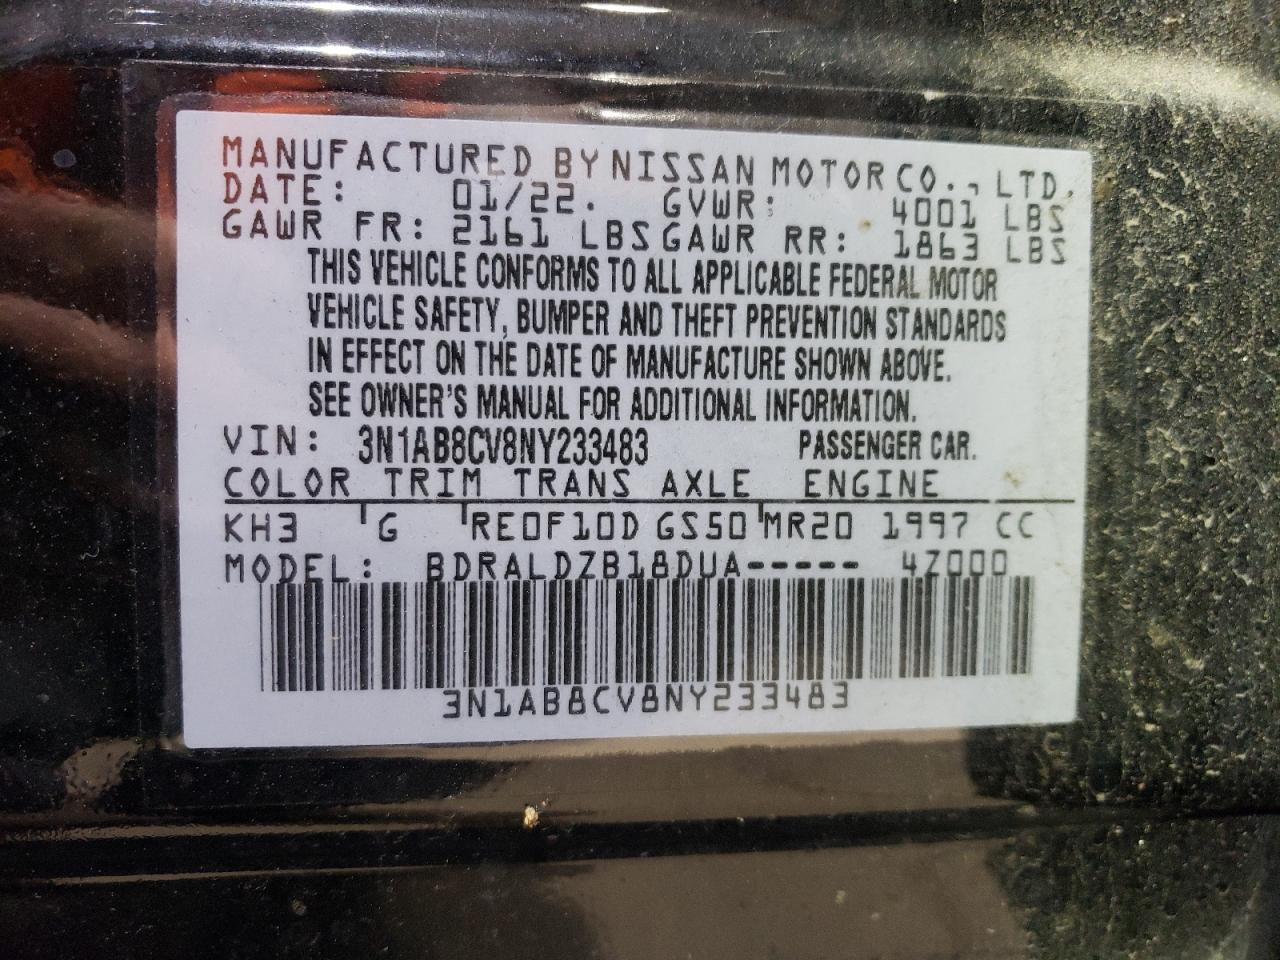 MANUFACTURED BY NISSAN MOTOR CO., LTD.
DATE: 01/22. GVWR: 4001 LBS
GAWR FR: 2161 LBS GAWR RR: 1863 LBS
THIS VEHICLE CONFORMS TO ALL APPLICABLE FEDERAL MOTOR
VEHICLE SAFETY, BUMPER AND THEFT PREVENTION STANDARDS
IN EFFECT ON THE DATE OF MANUFACTURE SHOWN ABOVE.
SEE OWNER'S MANUAL FOR ADDITIONAL INFORMATION.
VIN: 3N1AB8CV8NY233483 PASSENGER CAR.
COLOR TRIM TRANS AXLE ENGINE
KH3 G RE0F10D GS50 MR20 1997 CC
MODEL: BDRALDZB18DUA----- 4Z000
3N1AB8CV8NY233483